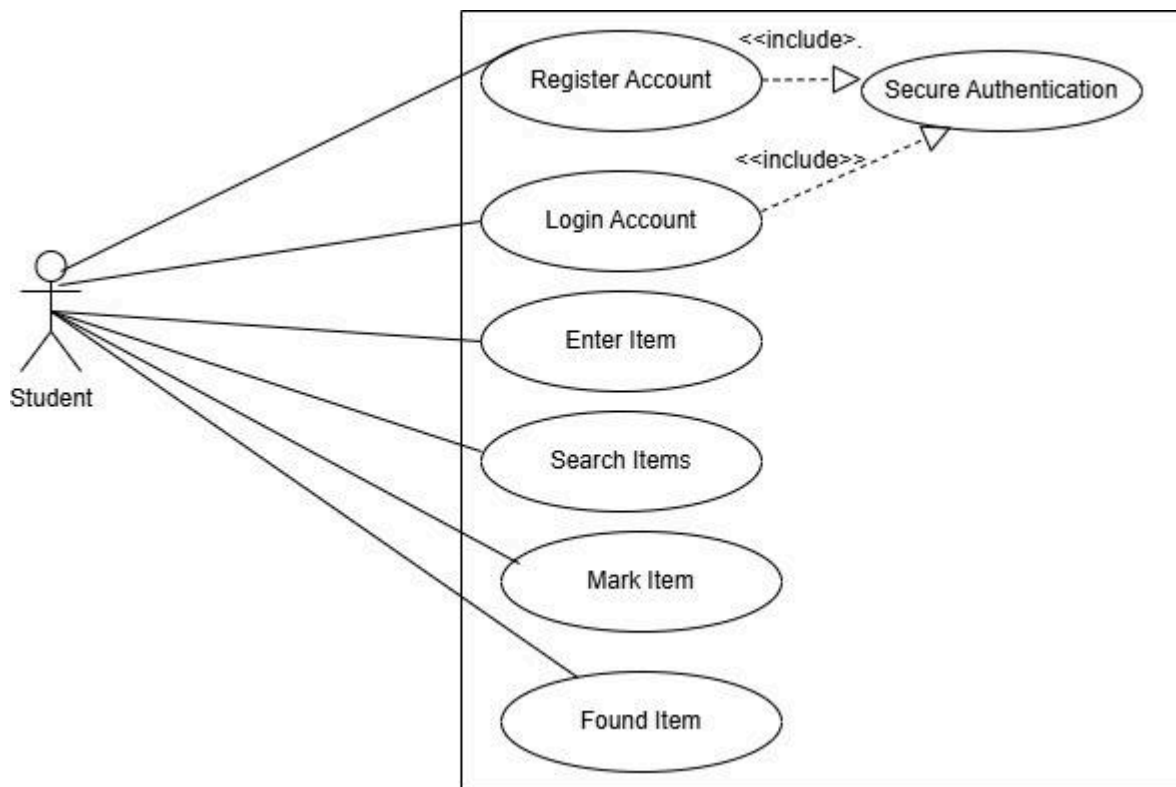 <<include>.
Register Account
Secure Authentication
<<include>>
Login Account
Enter Item
Student
Search Items
Mark Item
Found Item